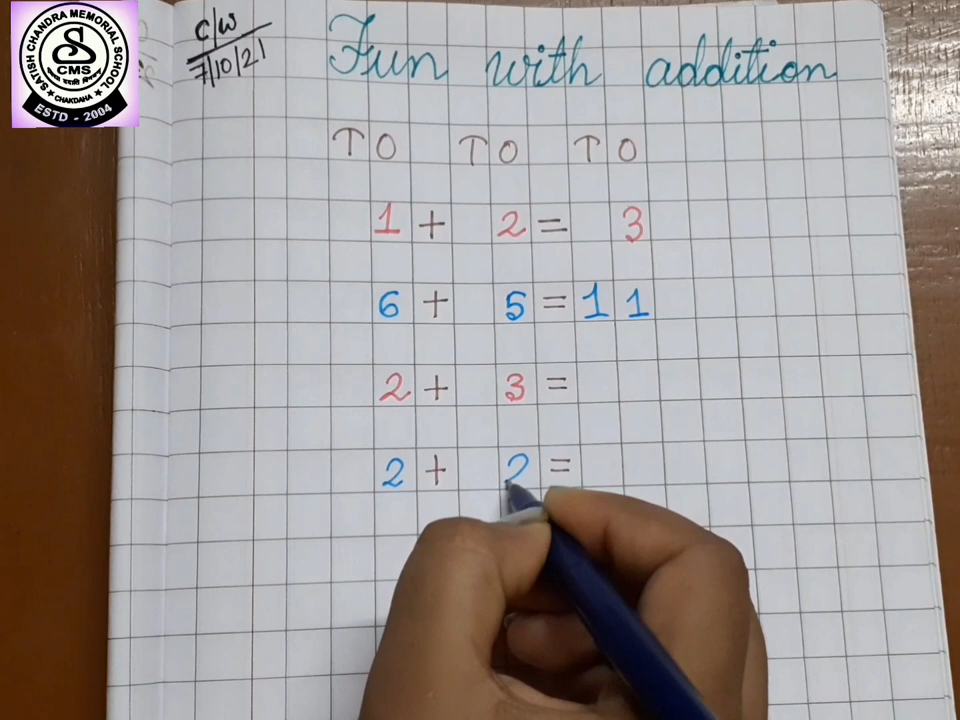 SATISH CHANDRA MEMORIAL SCHOOL
CMS
★ CHAKDAHA ★
ESTD - 2004
C/W
7/10/21
Fun with addition
T O T O T O
1 + 2 = 3
6 + 5 = 1 1
2 + 3 =
2 + 2 =